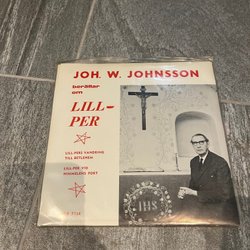 JOH. W. JOHNSSON
berättar
om
LILL-
PER
LILL-PERS VANDRING
TILL BETLEHEM
LILL-PER VID
HIMMELENS PORT
IHS